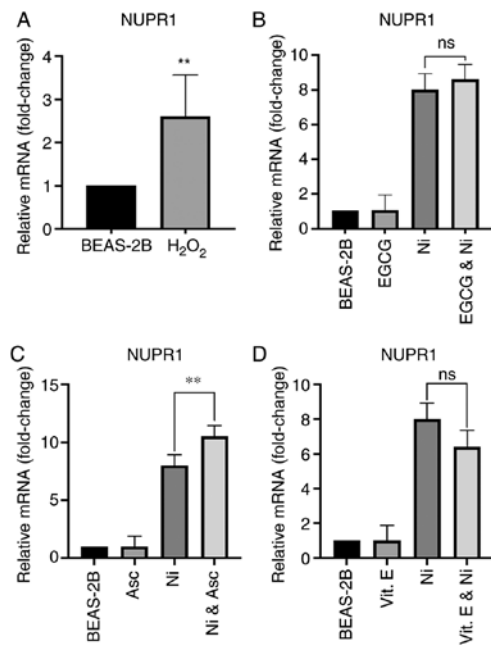 A
NUPR1
**
Relative mRNA (fold-change)
4
3
2
1
0
BEAS-2B
H₂O₂
B
NUPR1
ns
Relative mRNA (fold-change)
10
8
6
4
2
0
BEAS-2B
EGCG
Ni
EGCG & Ni
C
NUPR1
**
Relative mRNA (fold-change)
15
10
5
0
BEAS-2B
Asc
Ni
Ni & Asc
D
NUPR1
ns
Relative mRNA (fold-change)
10
8
6
4
2
0
BEAS-2B
Vit. E
Ni
Vit. E & Ni